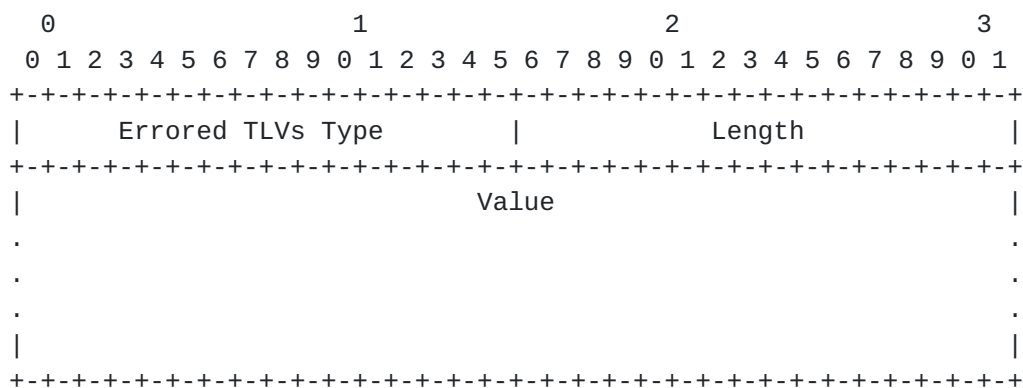 0                   1                   2                   3
 0 1 2 3 4 5 6 7 8 9 0 1 2 3 4 5 6 7 8 9 0 1 2 3 4 5 6 7 8 9 0 1
+-+-+-+-+-+-+-+-+-+-+-+-+-+-+-+-+-+-+-+-+-+-+-+-+-+-+-+-+-+-+-+-+
|      Errored TLVs Type        |            Length             |
+-+-+-+-+-+-+-+-+-+-+-+-+-+-+-+-+-+-+-+-+-+-+-+-+-+-+-+-+-+-+-+-+
|                             Value                             |
.                                                               .
.                                                               .
.                                                               .
|                                                               |
+-+-+-+-+-+-+-+-+-+-+-+-+-+-+-+-+-+-+-+-+-+-+-+-+-+-+-+-+-+-+-+-+